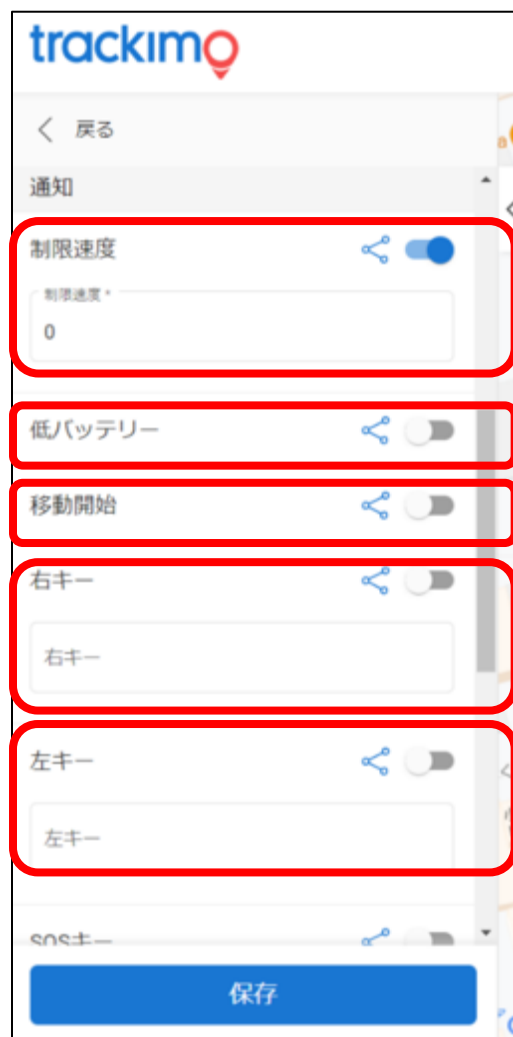 trackimo
戻る
通知
制限速度
制限速度 *
0
低バッテリー
移動開始
右キー
右キー
左キー
左キー
SOSキー
保存